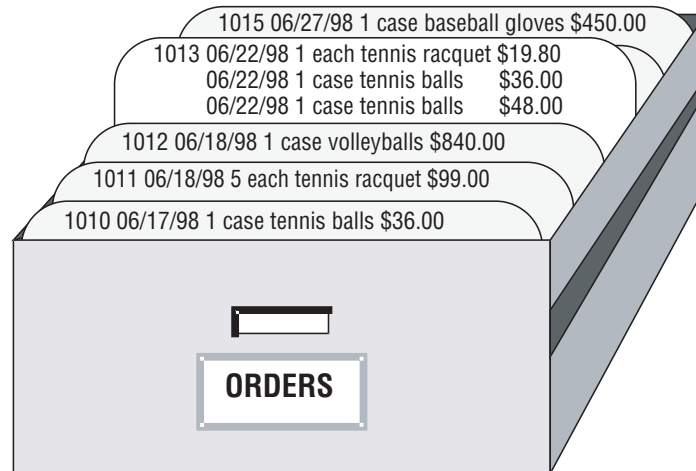 1015 06/27/98 1 case baseball gloves $450.00
1013 06/22/98 1 each tennis racquet $19.80
06/22/98 1 case tennis balls $36.00
06/22/98 1 case tennis balls $48.00
1012 06/18/98 1 case volleyballs $840.00
1011 06/18/98 5 each tennis racquet $99.00
1010 06/17/98 1 case tennis balls $36.00
ORDERS